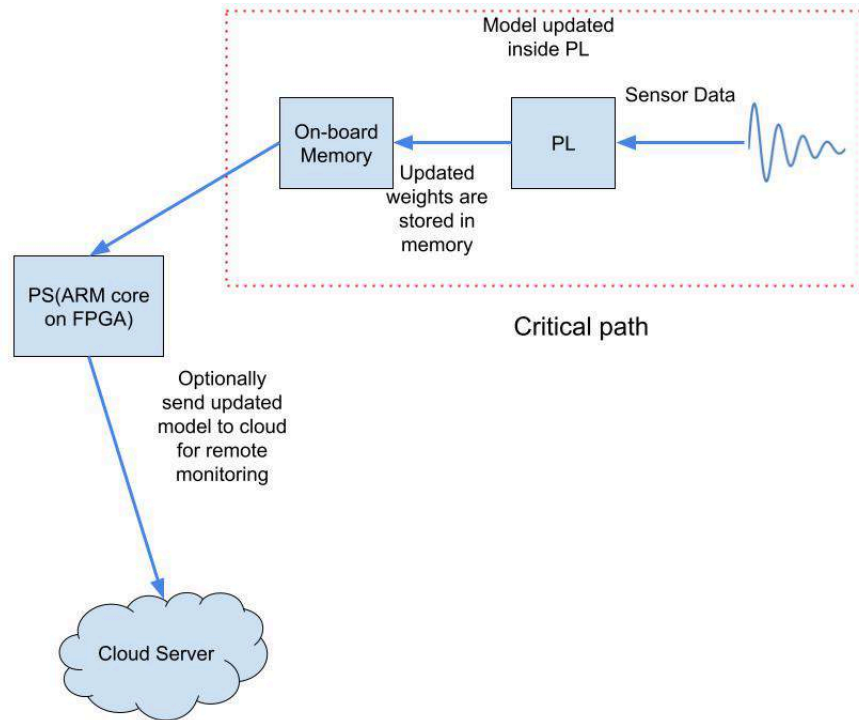 Model updated
inside PL
Sensor Data
On-board
Memory
PL
Updated
weights are
stored in
memory
PS(ARM core
on FPGA)
Critical path
Optionally
send updated
model to cloud
for remote
monitoring
Cloud Server